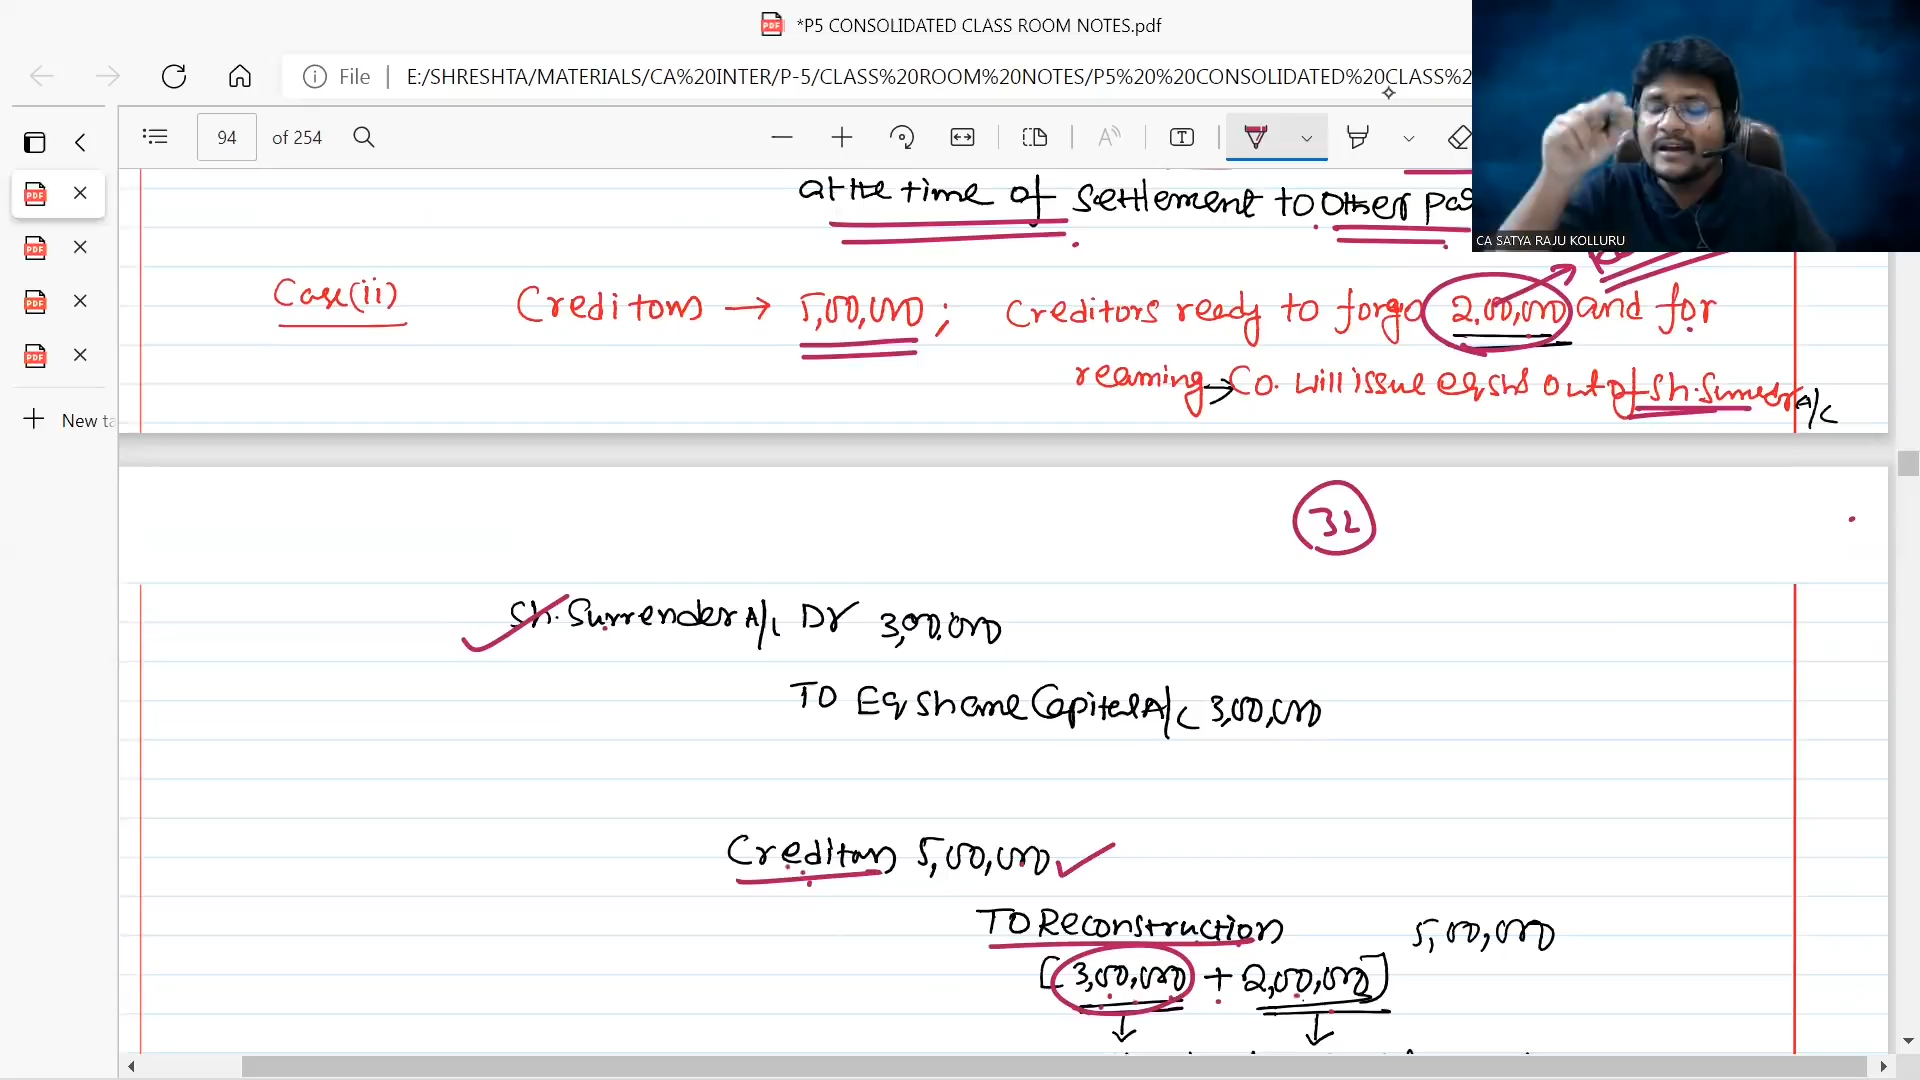 *P5 CONSOLIDATED CLASS ROOM NOTES.pdf
File | E:/SHRESHTA/MATERIALS/CA%20INTER/P-5/CLASS%20ROOM%20NOTES/P5%20%20CONSOLIDATED%20CLASS%2
94 of 254
at the time of settlement to other pa
CA SATYA RAJU KOLLURU
Case(ii) Creditors → 5,00,000; Creditors ready to forgo 2,00,000 and for
reaming → Co. will issue eq shs out of sh. Surrender A/c
New ta
32
Sh. Surrender A/c Dr 3,00,000
TO Eq Share Capital A/c 3,00,000
Creditors 5,00,000
TO Reconstruction 5,00,000
[3,00,000 + 2,00,000]